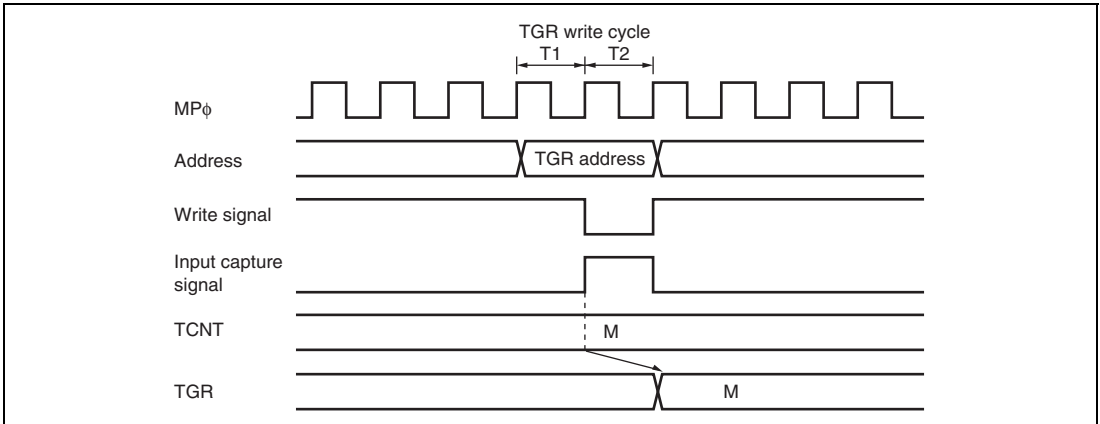 TGR write cycle
T1 T2
MPϕ
Address
TGR address
Write signal
Input capture
signal
TCNT
M
TGR
M